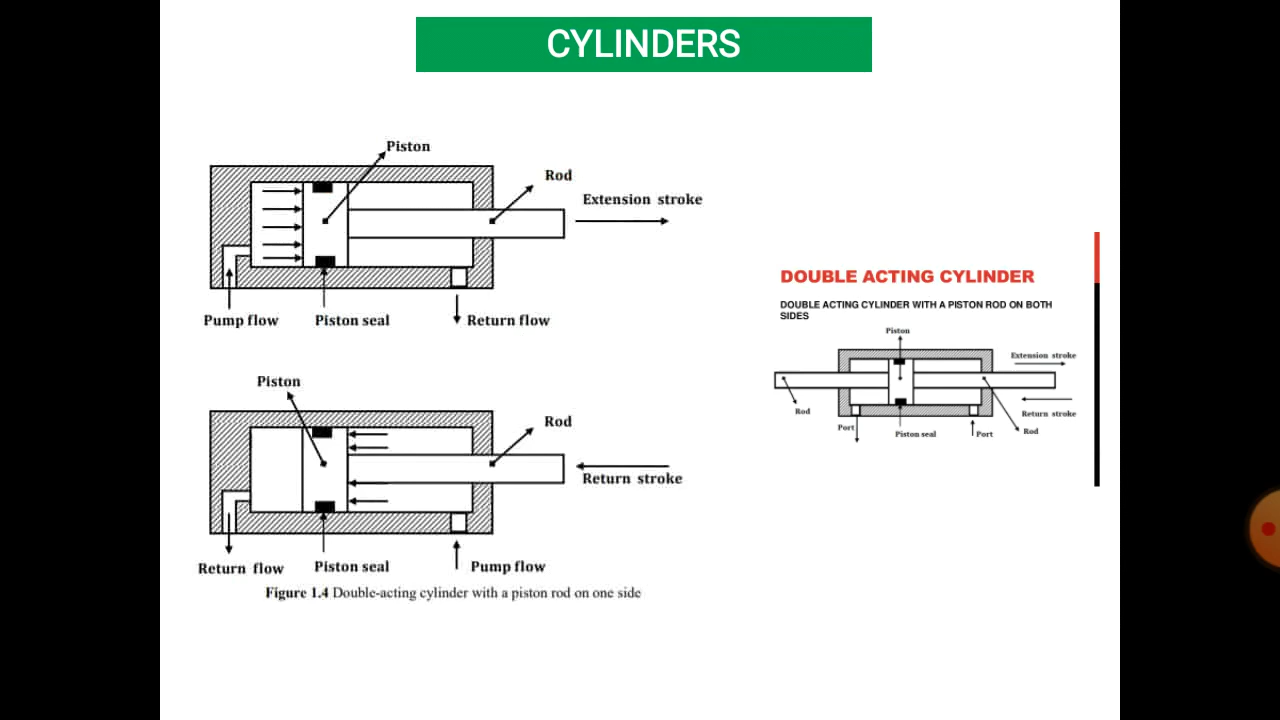 CYLINDERS
Piston
Rod
Extension stroke
Pump flow
Piston seal
Return flow
Piston
Rod
Return stroke
Return flow
Piston seal
Pump flow
Figure 1.4 Double-acting cylinder with a piston rod on one side
DOUBLE ACTING CYLINDER
DOUBLE ACTING CYLINDER WITH A PISTON ROD ON BOTH
SIDES
Piston
Extension stroke
Rod
Return stroke
Port
Piston seal
Port
Rod